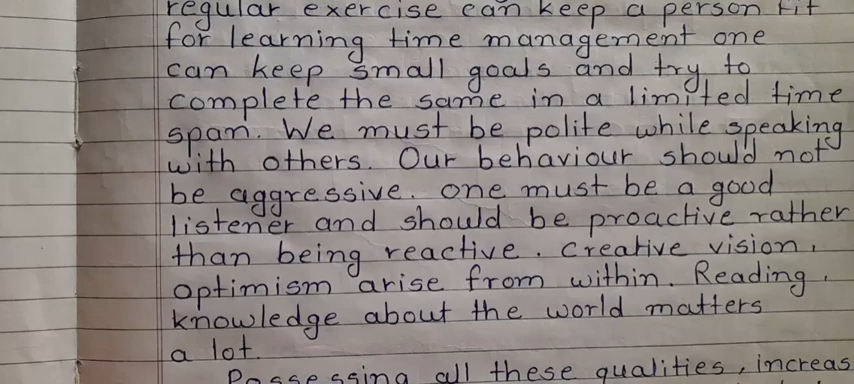 regular exercise can keep a person fit
for learning time management one
can keep small goals and try to
complete the same in a limited time
span. We must be polite while speaking
with others. Our behaviour should not
be aggressive. one must be a good
listener and should be proactive rather
than being reactive. creative vision,
optimism arise from within. Reading,
knowledge about the world matters
a lot.
Possessing all these qualities, increas